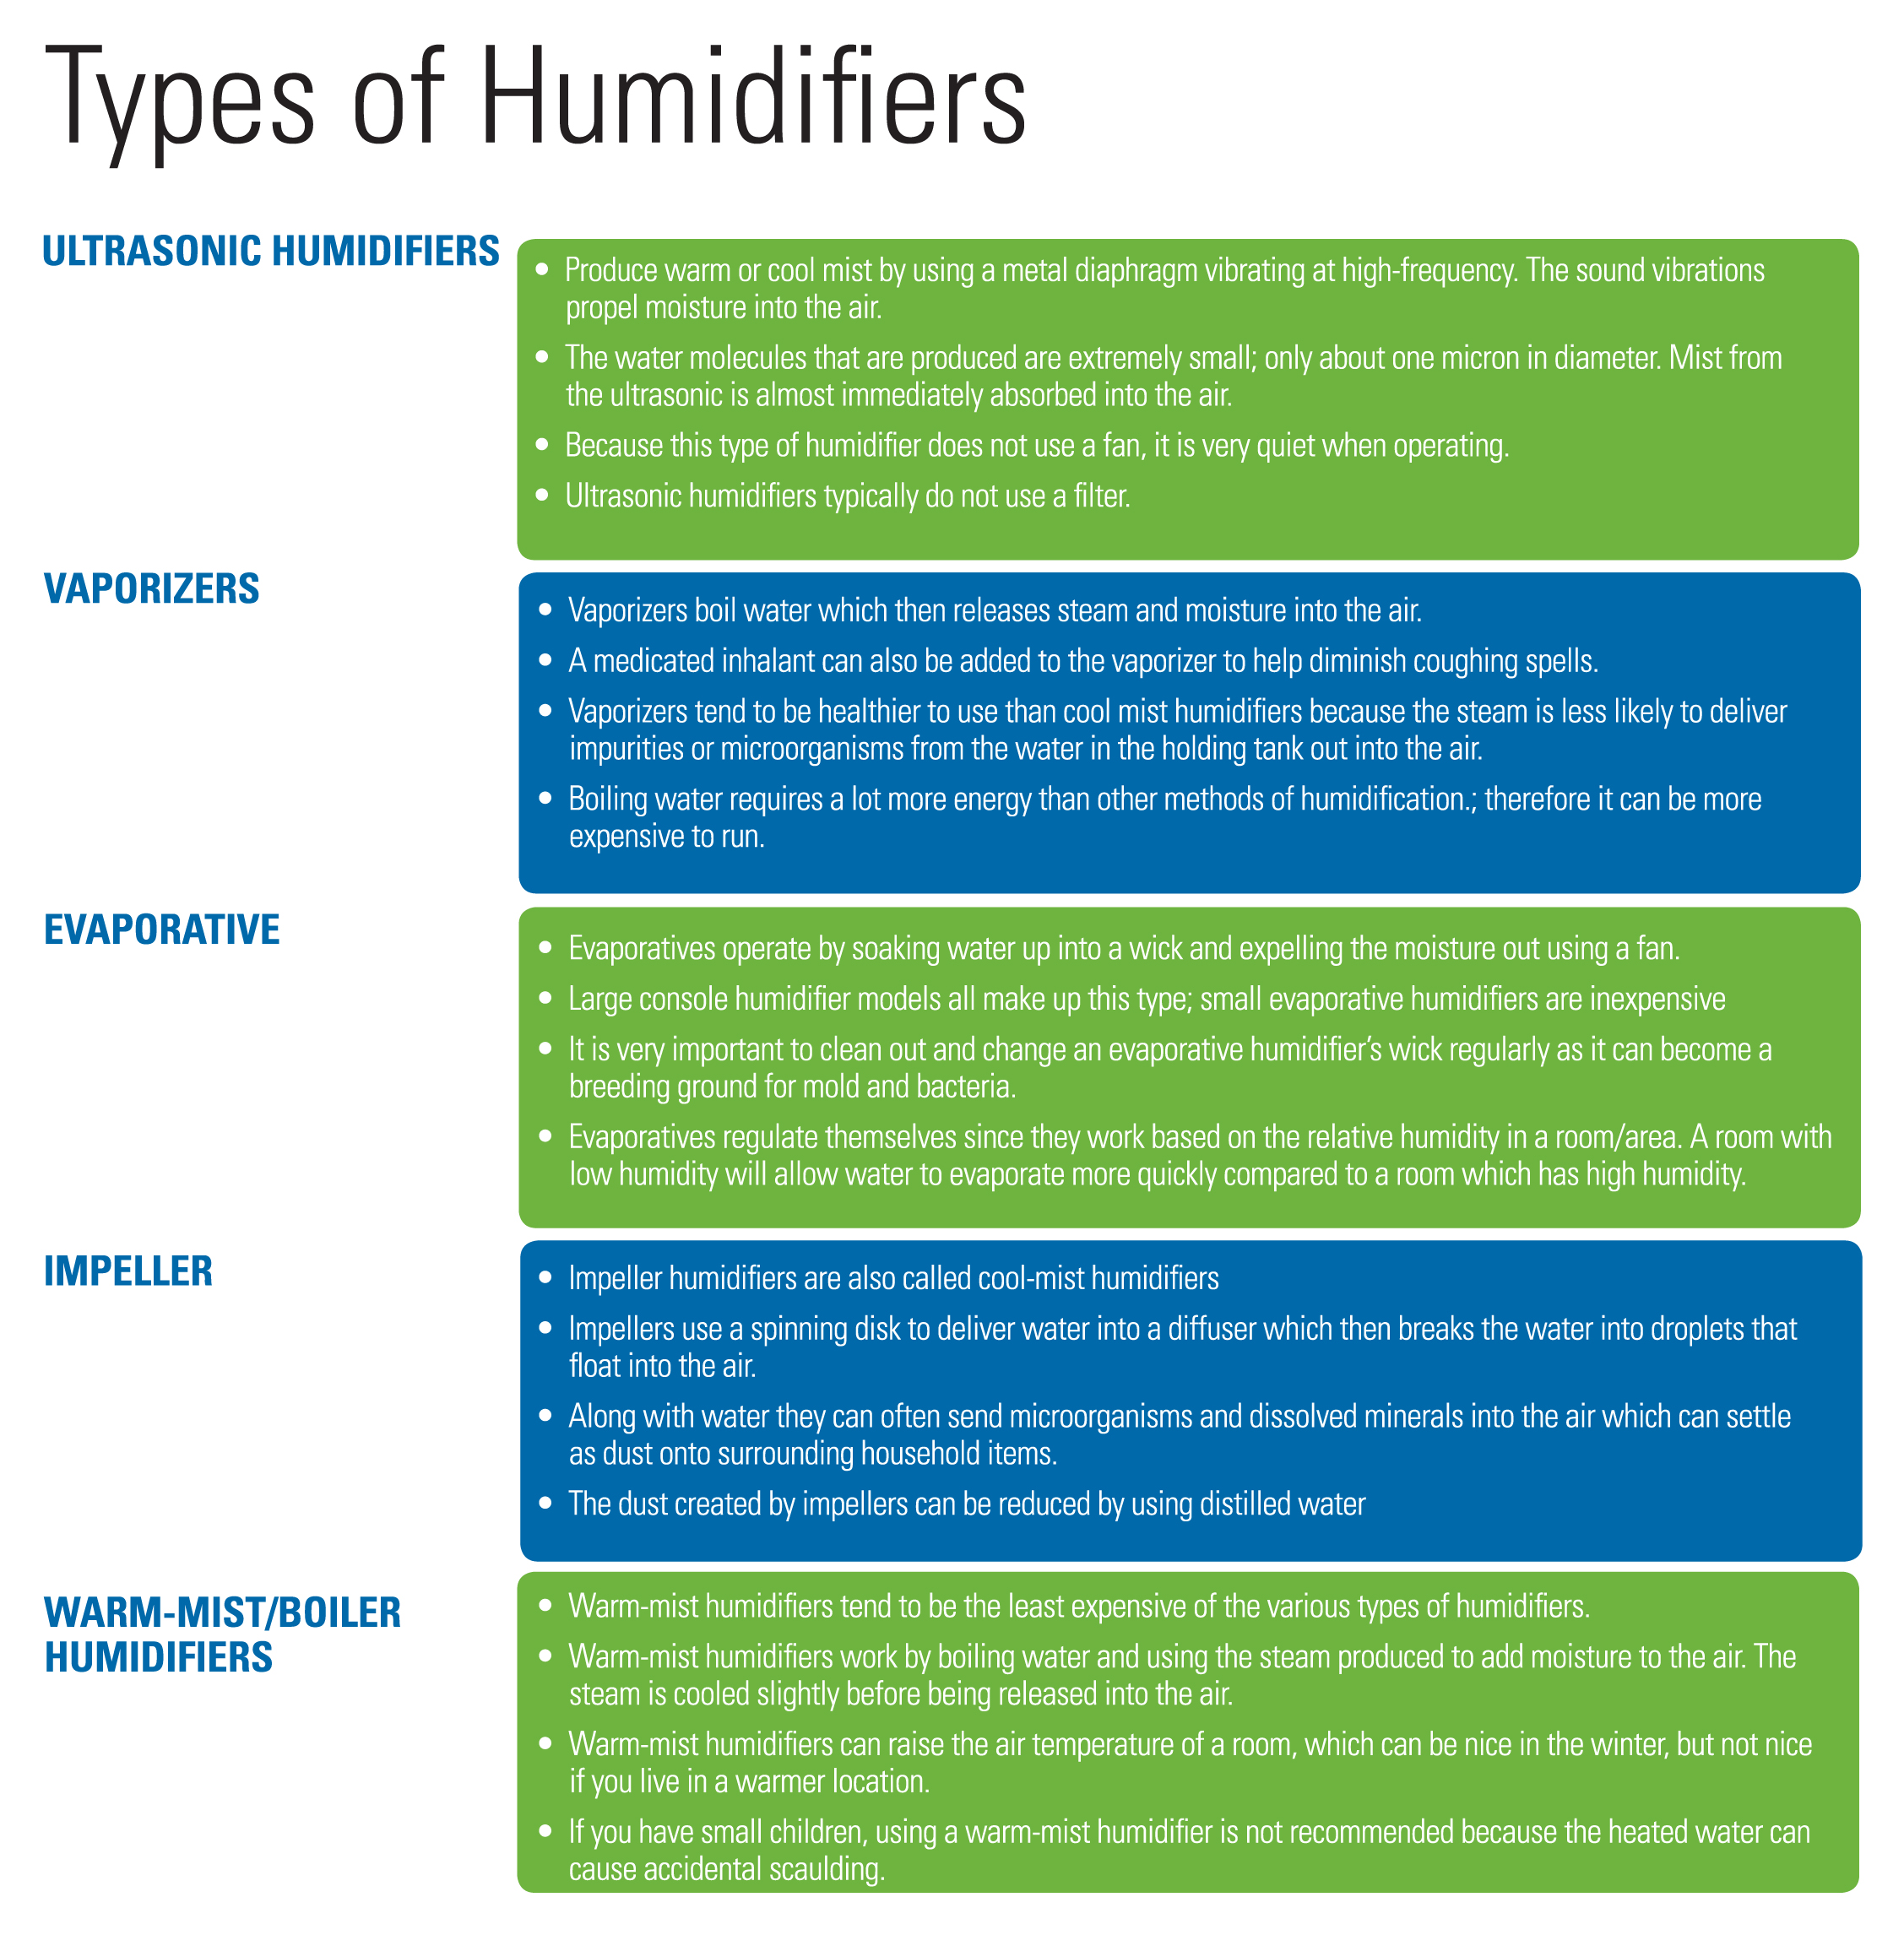 Types of Humidifiers
ULTRASONIC HUMIDIFIERS
• Produce warm or cool mist by using a metal diaphragm vibrating at high-frequency. The sound vibrations
propel moisture into the air.
• The water molecules that are produced are extremely small; only about one micron in diameter. Mist from
the ultrasonic is almost immediately absorbed into the air.
• Because this type of humidifier does not use a fan, it is very quiet when operating.
• Ultrasonic humidifiers typically do not use a filter.
VAPORIZERS
• Vaporizers boil water which then releases steam and moisture into the air.
• A medicated inhalant can also be added to the vaporizer to help diminish coughing spells.
• Vaporizers tend to be healthier to use than cool mist humidifiers because the steam is less likely to deliver
impurities or microorganisms from the water in the holding tank out into the air.
• Boiling water requires a lot more energy than other methods of humidification.; therefore it can be more
expensive to run.
EVAPORATIVE
• Evaporatives operate by soaking water up into a wick and expelling the moisture out using a fan.
• Large console humidifier models all make up this type; small evaporative humidifiers are inexpensive
• It is very important to clean out and change an evaporative humidifier's wick regularly as it can become a
breeding ground for mold and bacteria.
• Evaporatives regulate themselves since they work based on the relative humidity in a room/area. A room with
low humidity will allow water to evaporate more quickly compared to a room which has high humidity.
IMPELLER
• Impeller humidifiers are also called cool-mist humidifiers
• Impellers use a spinning disk to deliver water into a diffuser which then breaks the water into droplets that
float into the air.
• Along with water they can often send microorganisms and dissolved minerals into the air which can settle
as dust onto surrounding household items.
• The dust created by impellers can be reduced by using distilled water
WARM-MIST/BOILER
HUMIDIFIERS
• Warm-mist humidifiers tend to be the least expensive of the various types of humidifiers.
• Warm-mist humidifiers work by boiling water and using the steam produced to add moisture to the air. The
steam is cooled slightly before being released into the air.
• Warm-mist humidifiers can raise the air temperature of a room, which can be nice in the winter, but not nice
if you live in a warmer location.
• If you have small children, using a warm-mist humidifier is not recommended because the heated water can
cause accidental scaulding.